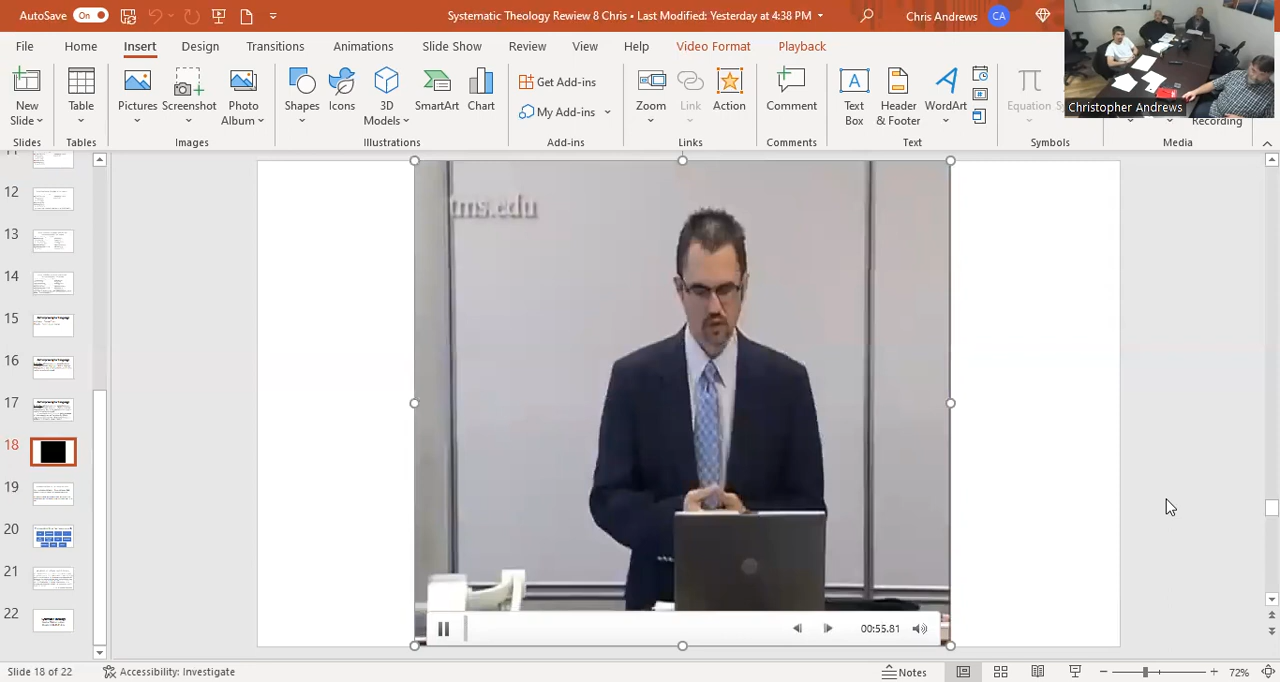 AutoSave On
Systematic Theology Rewiew 8 Chris • Last Modified: Yesterday at 4:38 PM
Chris Andrews CA
File Home Insert Design Transitions Animations Slide Show Review View Help Video Format Playback
New Slide
Table
Pictures
Screenshot
Photo Album
Shapes
Icons
3D Models
SmartArt
Chart
Get Add-ins
My Add-ins
Zoom
Link
Action
Comment
Text Box
Header & Footer
WordArt
Equation
Recording
Christopher Andrews
Slides Tables Images Illustrations Add-ins Links Comments Text Symbols Media
tms.edu
12
13
14
15
16
17
18
19
20
21
22
00:55.81
Slide 18 of 22
Accessibility: Investigate
Notes
72%